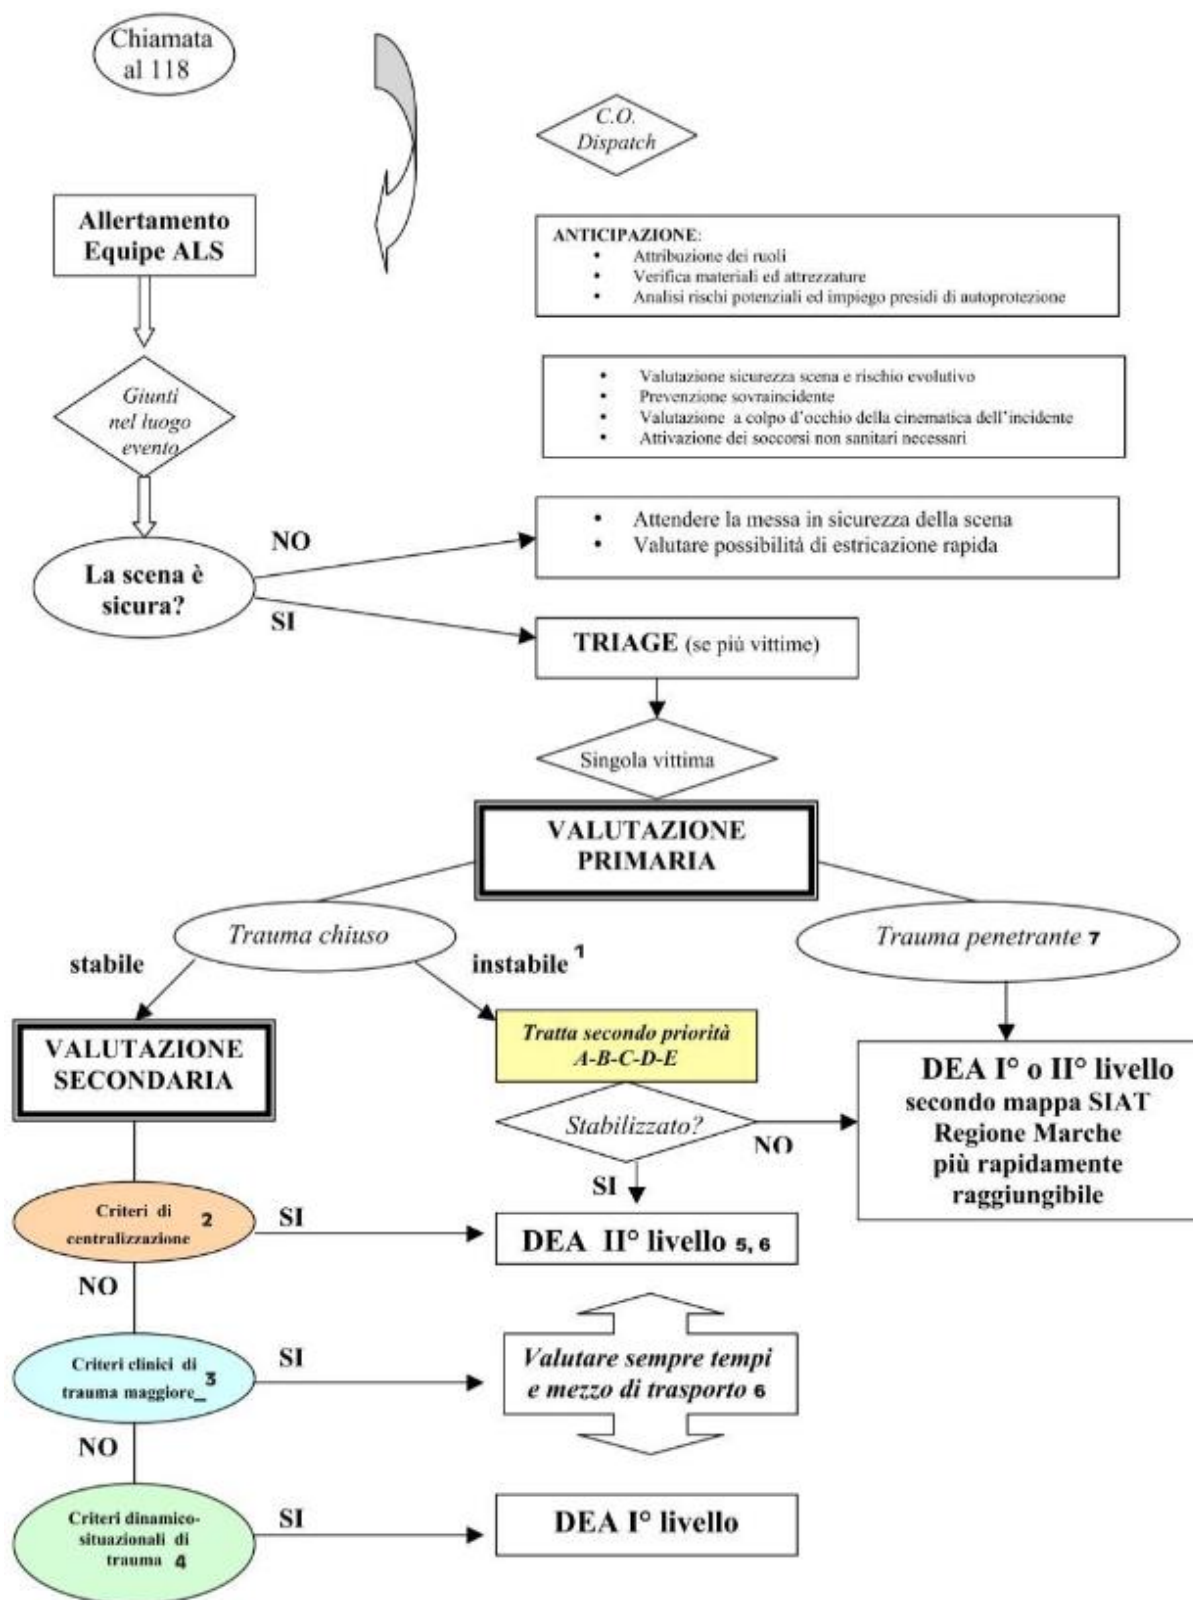 Chiamata
al 118
C.O.
Dispatch
Allertamento
Equipe ALS
ANTICIPAZIONE:
• Attribuzione dei ruoli
• Verifica materiali ed attrezzature
• Analisi rischi potenziali ed impiego presidi di autoprotezione
Giunti
nel luogo
evento
• Valutazione sicurezza scena e rischio evolutivo
• Prevenzione sovraincidente
• Valutazione a colpo d'occhio della cinematica dell'incidente
• Attivazione dei soccorsi non sanitari necessari
La scena è
sicura?
NO
• Attendere la messa in sicurezza della scena
• Valutare possibilità di estricazione rapida
SI
TRIAGE (se più vittime)
Singola vittima
VALUTAZIONE
PRIMARIA
Trauma chiuso
Trauma penetrante 7
stabile
instabile 1
VALUTAZIONE
SECONDARIA
Tratta secondo priorità
A-B-C-D-E
Stabilizzato?
NO
SI
DEA I° o II° livello
secondo mappa SIAT
Regione Marche
più rapidamente
raggiungibile
Criteri di
centralizzazione 2
SI
DEA II° livello 5, 6
NO
Criteri clinici di
trauma maggiore_ 3
SI
Valutare sempre tempi
e mezzo di trasporto 6
NO
Criteri dinamico-
situazionali di
trauma 4
SI
DEA I° livello